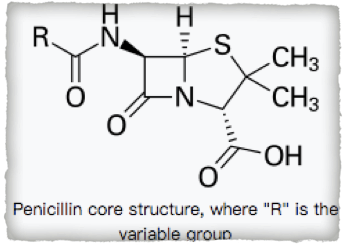 H
H
R
N
S
CH₃
CH₃
N
O
O
OH
O
Penicillin core structure, where "R" is the
variable group